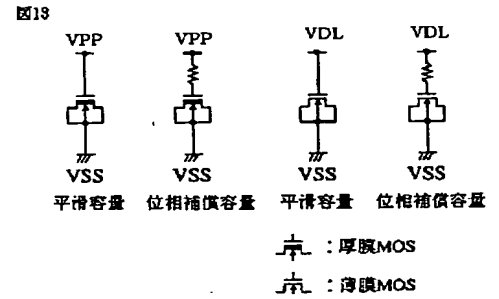 図13
VPP VPP VDL VDL
VSS VSS VSS VSS
平滑容量 位相補償容量 平滑容量 位相補償容量
：厚膜MOS
：薄膜MOS